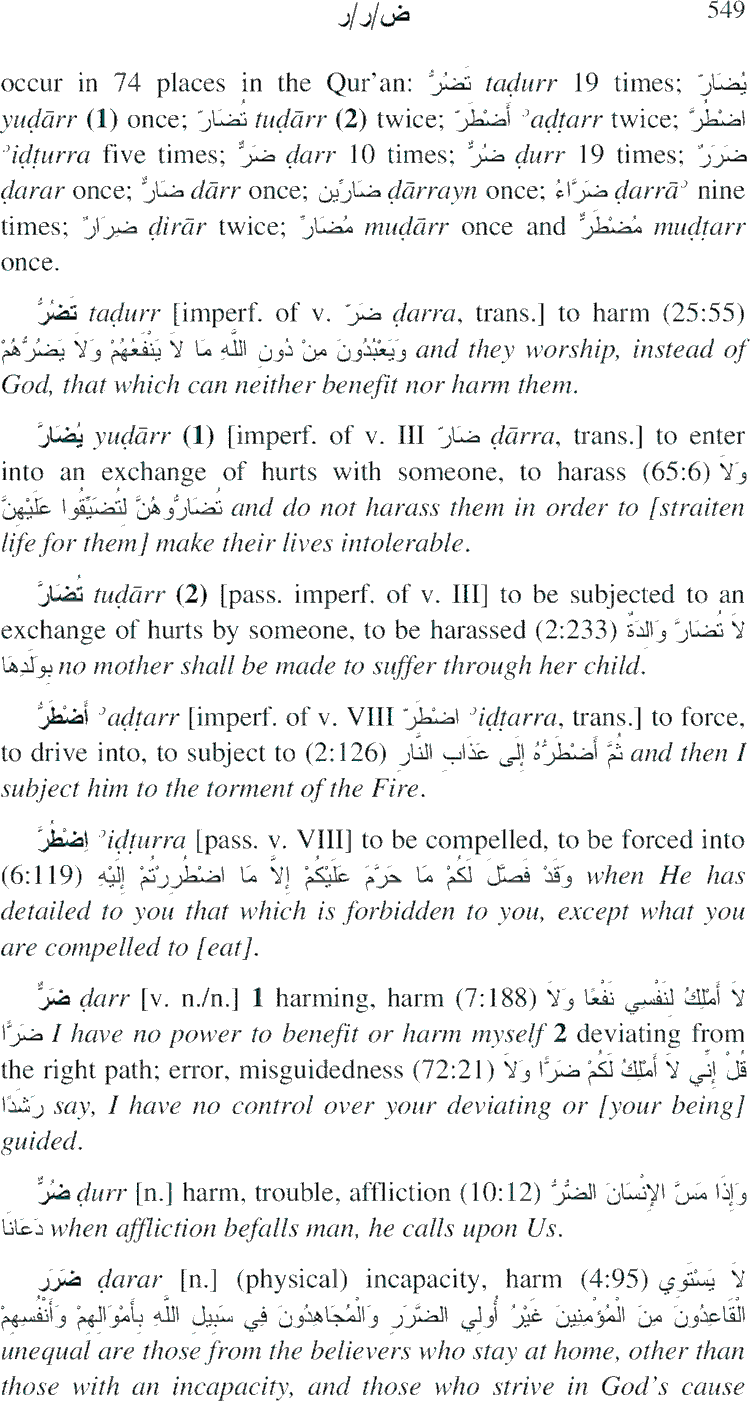 ض/ر/ر 549
occur in 74 places in the Qur'an: تَضُرُّ taḍurr 19 times; يُضَارّ
yuḍārr (1) once; تُضَارّ tuḍārr (2) twice; أَضْطَرّ ʾaḍṭarr twice; اضْطُرَّ
ʾiḍṭurra five times; ضَرٌّ ḍarr 10 times; ضُرٌّ ḍurr 19 times; ضَرَرٌ
ḍarar once; ضَارٌّ dārr once; ضَارِّين ḍārrayn once; ضَرَّاءُ ḍarrāʾ nine
times; ضِرَارٌ ḍirār twice; مُضَارٌّ muḍārr once and مُضْطَرٌّ muḍṭarr
once.
تَضُرُّ taḍurr [imperf. of v. ضَرّ ḍarra, trans.] to harm (25:55)
وَيَعْبُدُونَ مِنْ دُونِ اللَّهِ مَا لاَ يَنْفَعُهُمْ وَلاَ يَضُرُّهُمْ and they worship, instead of
God, that which can neither benefit nor harm them.
يُضَارَّ yuḍārr (1) [imperf. of v. III ضَارّ ḍārra, trans.] to enter
into an exchange of hurts with someone, to harass (65:6) وَلاَ
تُضَارُّوهُنَّ لِتُضَيِّقُوا عَلَيْهِنَّ and do not harass them in order to [straiten
life for them] make their lives intolerable.
تُضَارَّ tuḍārr (2) [pass. imperf. of v. III] to be subjected to an
exchange of hurts by someone, to be harassed (2:233) لاَ تُضَارَّ وَالِدَةٌ
بِوَلَدِهَا no mother shall be made to suffer through her child.
أَضْطَرُّ ʾaḍṭarr [imperf. of v. VIII اضْطَرّ ʾiḍṭarra, trans.] to force,
to drive into, to subject to (2:126) ثُمَّ أَضْطَرُّهُ إِلَى عَذَابِ النَّارِ and then I
subject him to the torment of the Fire.
اِضْطُرَّ ʾiḍṭurra [pass. v. VIII] to be compelled, to be forced into
(6:119) وَقَدْ فَصَّلَ لَكُمْ مَا حَرَّمَ عَلَيْكُمْ إِلاَّ مَا اضْطُرِرْتُمْ إِلَيْهِ when He has
detailed to you that which is forbidden to you, except what you
are compelled to [eat].
ضَرٌّ ḍarr [v. n./n.] 1 harming, harm (7:188) لاَ أَمْلِكُ لِنَفْسِي نَفْعًا وَلاَ
ضَرًّا I have no power to benefit or harm myself 2 deviating from
the right path; error, misguidedness (72:21) قُلْ إِنِّي لاَ أَمْلِكُ لَكُمْ ضَرًّا وَلاَ
رَشَدًا say, I have no control over your deviating or [your being]
guided.
ضُرٌّ ḍurr [n.] harm, trouble, affliction (10:12) وَإِذَا مَسَّ الإِنْسَانَ الضُّرُّ
دَعَانَا when affliction befalls man, he calls upon Us.
ضَرَر ḍarar [n.] (physical) incapacity, harm (4:95) لاَ يَسْتَوِي
الْقَاعِدُونَ مِنَ الْمُؤْمِنِينَ غَيْرُ أُولِي الضَّرَرِ وَالْمُجَاهِدُونَ فِي سَبِيلِ اللَّهِ بِأَمْوَالِهِمْ وَأَنْفُسِهِمْ
unequal are those from the believers who stay at home, other than
those with an incapacity, and those who strive in God's cause